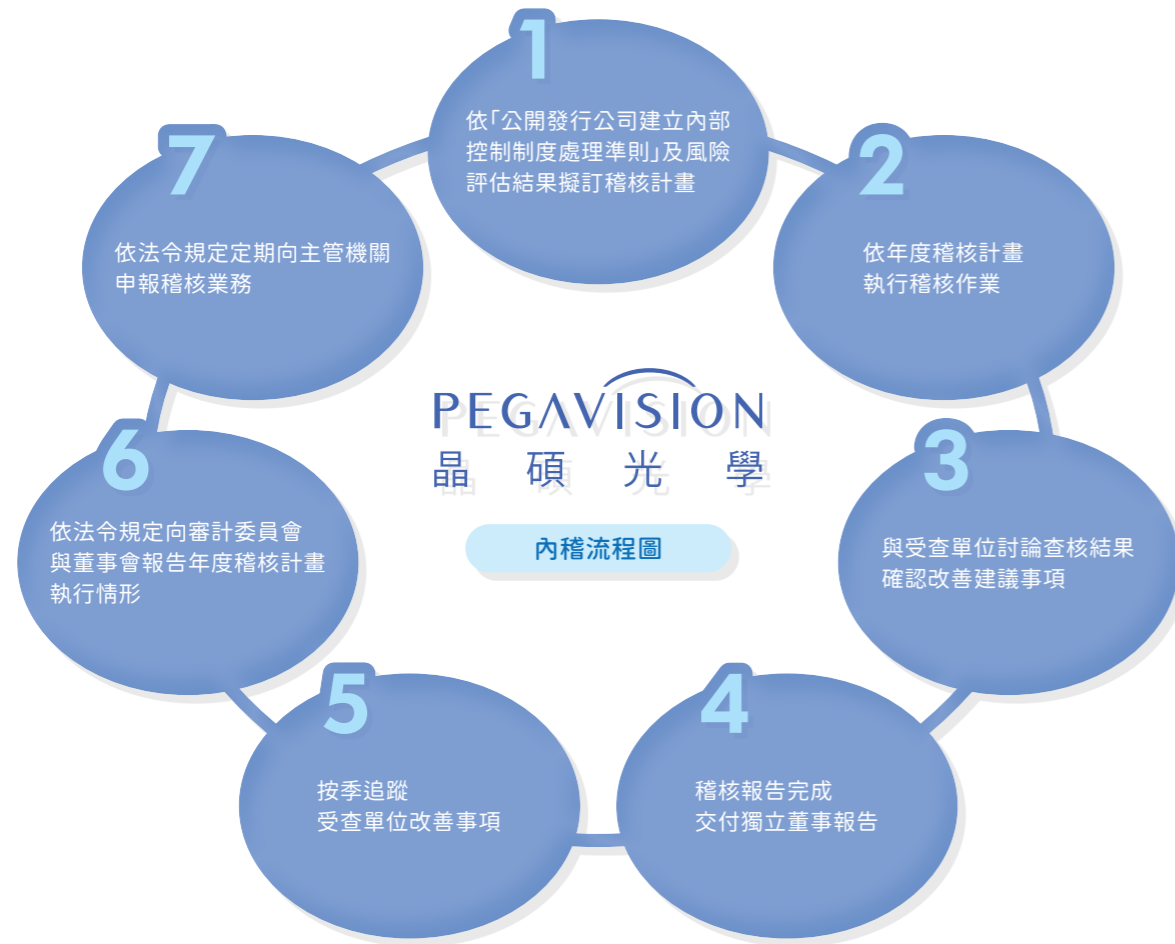 1
依「公開發行公司建立內部
控制制度處理準則」及風險
評估結果擬訂稽核計畫
2
依年度稽核計畫
執行稽核作業
3
與受查單位討論查核結果
確認改善建議事項
4
稽核報告完成
交付獨立董事報告
5
按季追蹤
受查單位改善事項
6
依法令規定向審計委員會
與董事會報告年度稽核計畫
執行情形
7
依法令規定定期向主管機關
申報稽核業務
PEGAVISION
晶碩光學
內稽流程圖